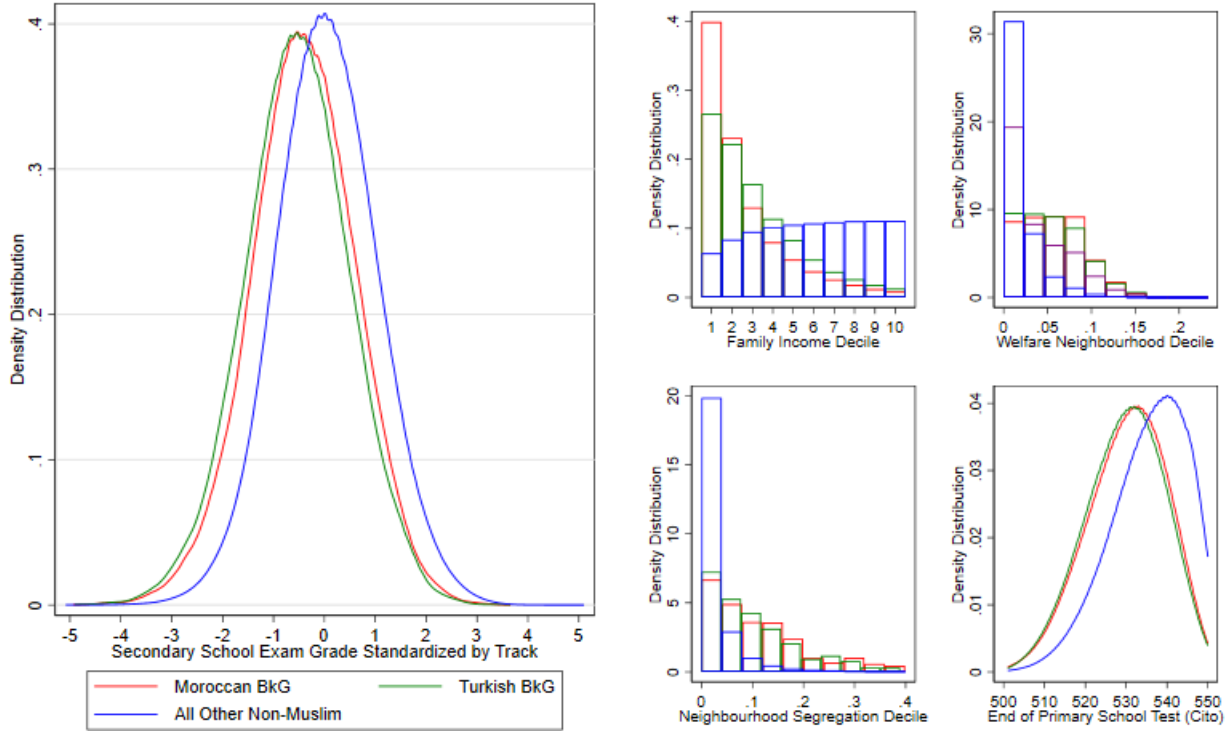 Density Distribution
.4
.3
.2
.1
0
-5 -4 -3 -2 -1 0 1 2 3 4 5
Secondary School Exam Grade Standardized by Track
Moroccan BkG
Turkish BkG
All Other Non-Muslim
Density Distribution
.4
.3
.2
.1
0
1 2 3 4 5 6 7 8 9 10
Family Income Decile
Density Distribution
30
20
10
0
0 .05 .1 .15 .2
Welfare Neighbourhood Decile
Density Distribution
20
15
10
5
0
0 .1 .2 .3 .4
Neighbourhood Segregation Decile
Density Distribution
.04
.03
.02
.01
0
500 510 520 530 540 550
End of Primary School Test (Cito)